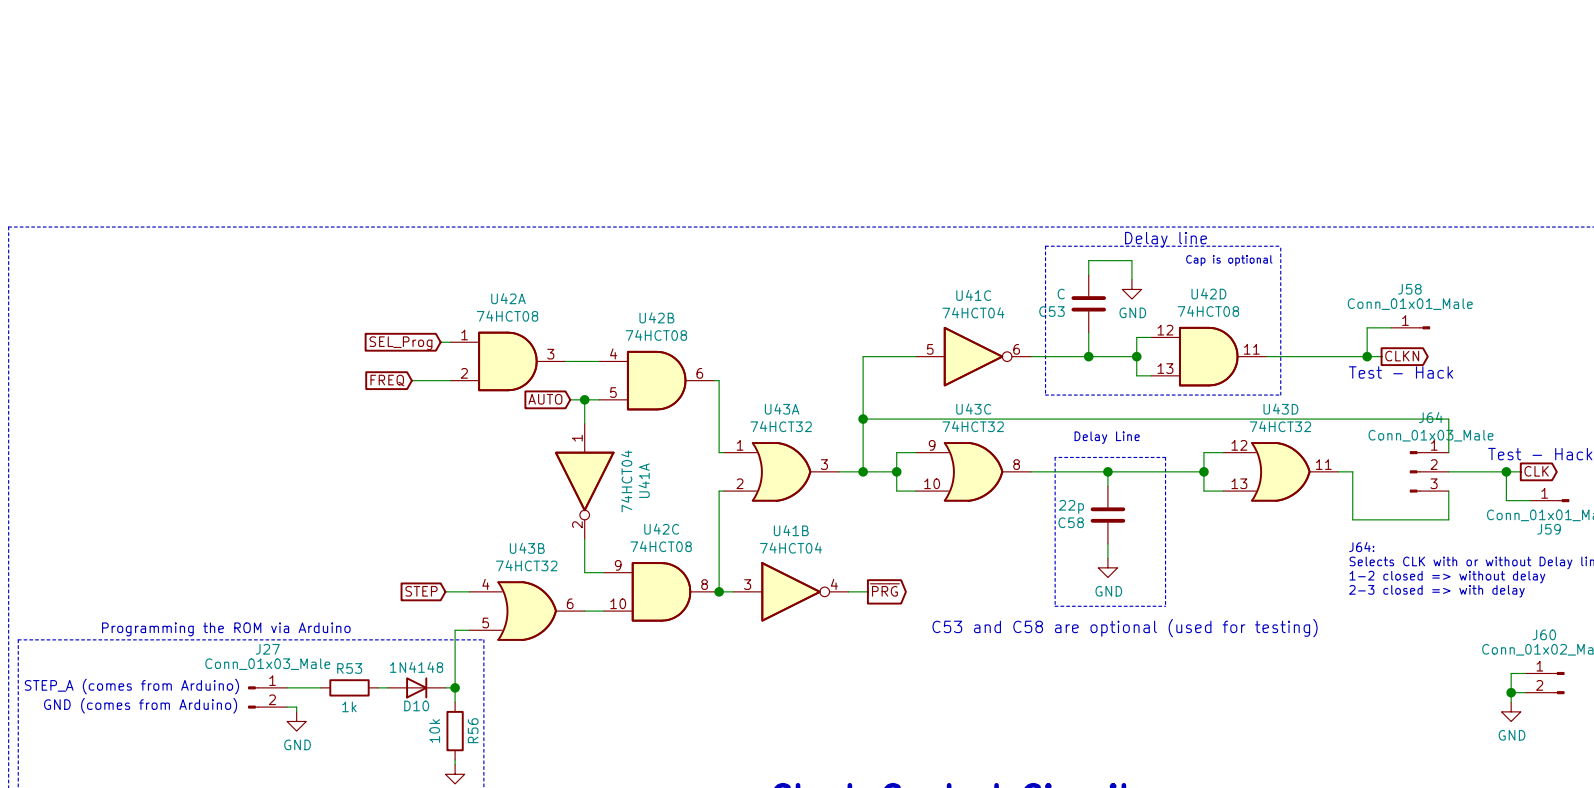 Delay line
Cap is optional
J58
Conn_01x01_Male
1
U41C
74HCT04
C
C53
GND
U42D
74HCT08
U42A
74HCT08
U42B
74HCT08
SEL_Prog
1
2
3
FREQ
4
5
6
AUTO
5
6
12
13
11
CLKN
Test - Hack
U43A
74HCT32
U43C
74HCT32
U43D
74HCT32
J64
Conn_01x03_Male
1
2
3
Test - Hack
CLK
1
Conn_01x01_Ma
J59
Delay Line
1
2
3
9
10
8
12
13
11
22p
C58
GND
1
74HCT04
U41A
2
U43B
74HCT32
U42C
74HCT08
U41B
74HCT04
STEP
4
5
6
9
10
8
3
4
PRG
J64:
Selects CLK with or without Delay lin
1-2 closed => without delay
2-3 closed => with delay
C53 and C58 are optional (used for testing)
Programming the ROM via Arduino
J27
Conn_01x03_Male
R53
1k
1N4148
D10
STEP_A (comes from Arduino)
1
GND (comes from Arduino)
2
GND
10k
R56
J60
Conn_01x02_Ma
1
2
GND